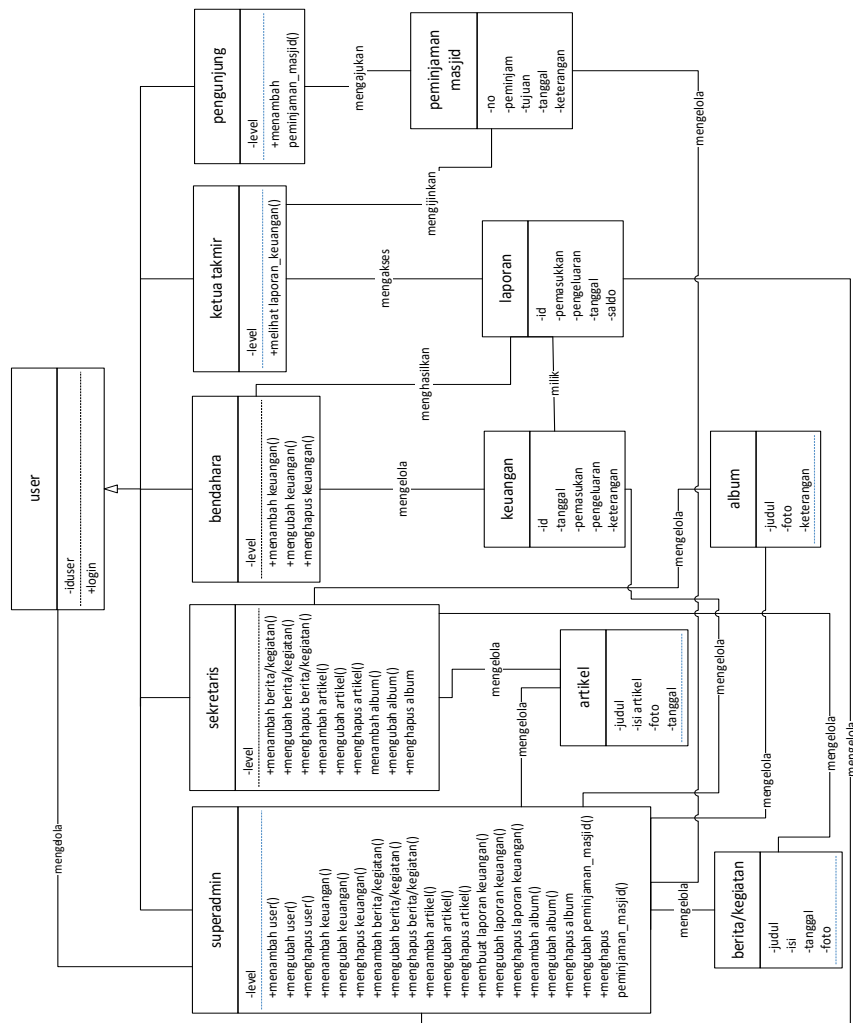 user
-iduser
+login
mengelola
superadmin
-level
+menambah user()
+mengubah user()
+menghapus user()
+menambah keuangan()
+mengubah keuangan()
+menghapus keuangan()
+menambah berita/kegiatan()
+mengubah berita/kegiatan()
+menghapus berita/kegiatan()
+menambah artikel()
+mengubah artikel()
+menghapus artikel()
+membuat laporan keuangan()
+mengubah laporan keuangan()
+menghapus laporan keuangan()
+menambah album()
+mengubah album()
+menghapus album
+mengubah peminjaman_masjid()
+menghapus
peminjaman_masjid()
sekretaris
-level
+menambah berita/kegiatan()
+mengubah berita/kegiatan()
+menghapus berita/kegiatan()
+menambah artikel()
+mengubah artikel()
+menghapus artikel()
menambah album()
+mengubah album()
+menghapus album
bendahara
-level
+menambah keuangan()
+mengubah keuangan()
+menghapus keuangan()
ketua takmir
-level
+melihat laporan_keuangan()
pengunjung
-level
+menambah
peminjaman_masjid()
mengelola
mengelola
mengelola
menghasilkan
mengakses
mengijinkan
mengajukan
artikel
-judul
-isi artikel
-foto
-tanggal
keuangan
-id
-tanggal
-pemasukan
-pengeluaran
-keterangan
milik
laporan
-id
-pemasukkan
-pengeluaran
-tanggal
-saldo
peminjaman
masjid
-no
-peminjam
-tujuan
-tanggal
-keterangan
mengelola
berita/kegiatan
-judul
-isi
-tanggal
-foto
album
-judul
-foto
-keterangan
mengelola
mengelola
mengelola
mengelola
mengelola
mengelola